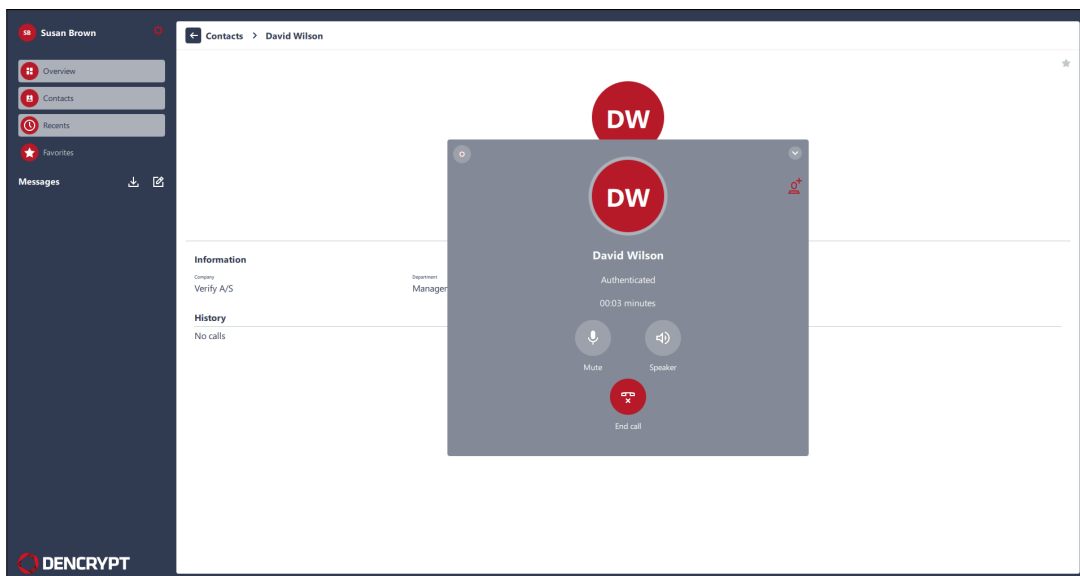 SB Susan Brown
Overview
Contacts
Recents
Favorites
Messages
DENCRYPT
Contacts > David Wilson
DW
Information
Company
Verify A/S
Department
Manager
History
No calls
DW
David Wilson
Authenticated
00:03 minutes
Mute
Speaker
End call